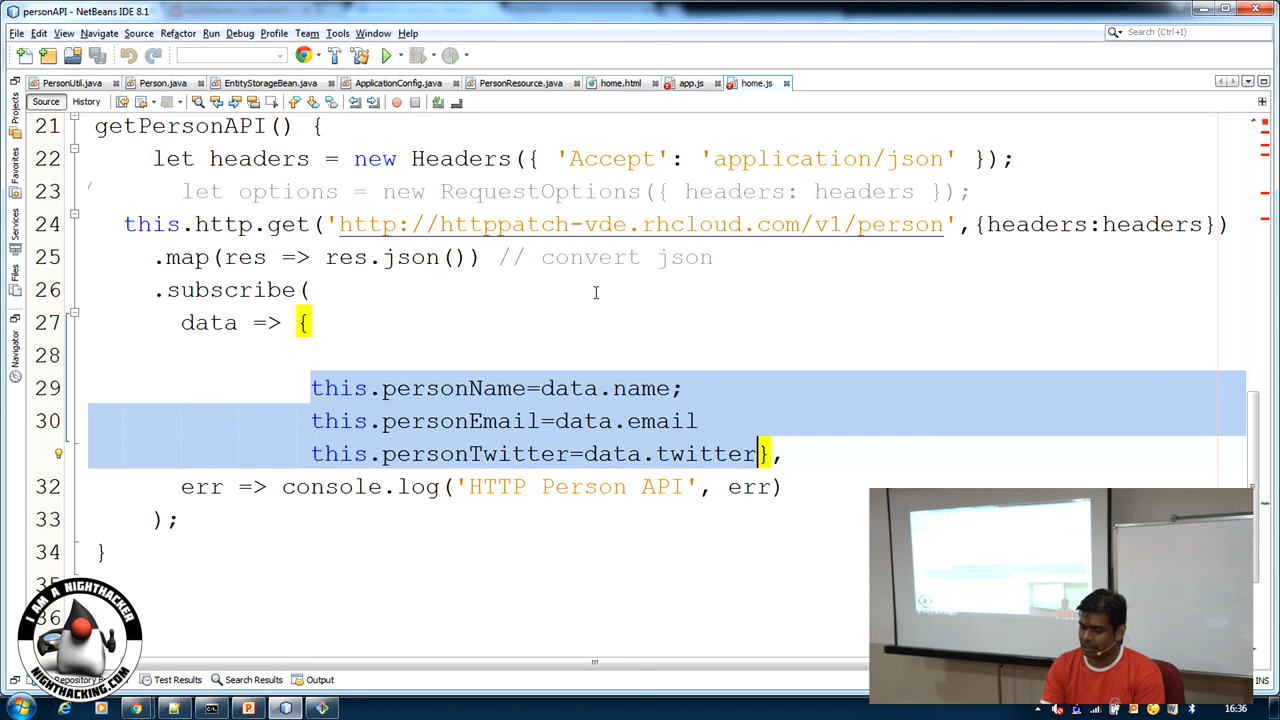 personAPI - NetBeans IDE 8.1
File Edit View Navigate Source Refactor Run Debug Profile Team Tools Window Help
Search (Ctrl+I)
PersonUtil.java Person.java EntityStorageBean.java ApplicationConfig.java PersonResource.java home.html app.js home.js
Source History
Projects
Favorites
Services
Files
Navigator
21 getPersonAPI() {
22 let headers = new Headers({ 'Accept': 'application/json' });
23 let options = new RequestOptions({ headers: headers });
24 this.http.get('http://httppatch-vde.rhcloud.com/v1/person',{headers:headers})
25 .map(res => res.json()) // convert json
26 .subscribe(
27 data => {
28
29 this.personName=data.name;
30 this.personEmail=data.email
this.personTwitter=data.twitter},
32 err => console.log('HTTP Person API', err)
33 );
34 }
I AM A NIGHTHACKER
NIGHTHACKING.COM
Test Results Search Results Output
INS
16:36